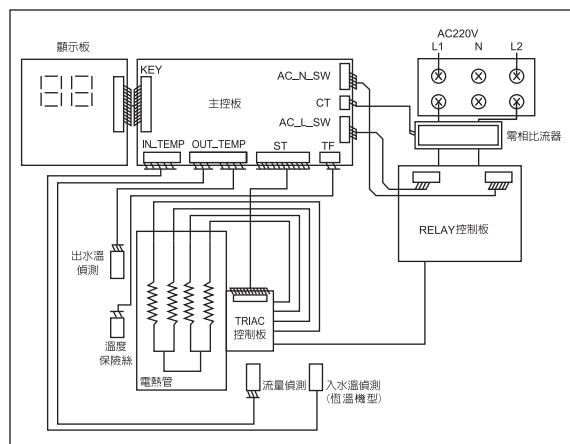 AC220V
L1
N
L2
顯示板
KEY
主控板
AC_N_SW
CT
AC_L_SW
IN_TEMP
OUT_TEMP
ST
TF
零相比流器
RELAY控制板
出水溫
偵測
溫度
保險絲
TRIAC
控制板
電熱管
流量偵測
入水溫偵測
(恆溫機型)